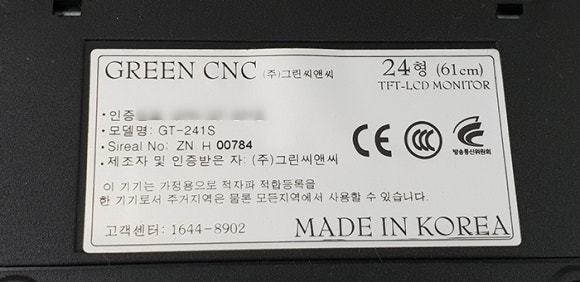 GREEN CNC (주)그린씨앤씨
24형 (61cm)
TFT-LCD MONITOR
• 인증
• 모델명: GT-241S
• Sireal No: ZN H 00784
• 제조자 및 인증받은 자: (주)그린씨앤씨
CE CCC
방송통신위원회
이 기기는 가정용으로 적자파 적합등록을
한 기기로서 주거지역은 물론 모든지역에서 사용할 수 있습니다.
고객센터: 1644-8902
MADE IN KOREA